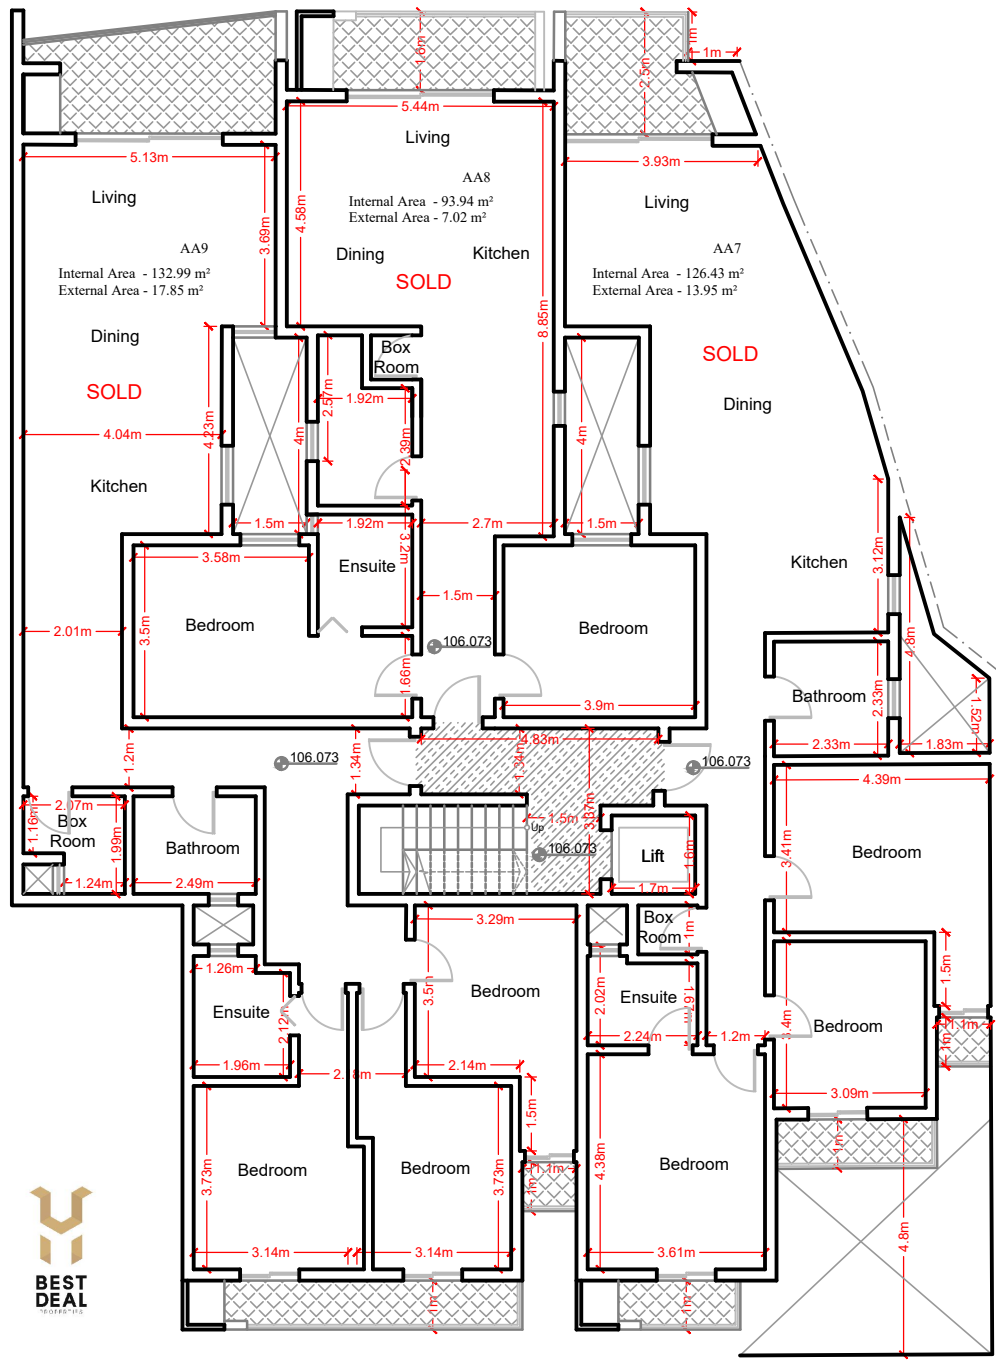 1.6m
1m
1m
2.5m
5.44m
Living
5.13m
3.93m
Living
AA8
Internal Area - 93.94 m²
External Area - 7.02 m²
Living
4.58m
3.69m
AA9
Internal Area - 132.99 m²
External Area - 17.85 m²
Dining
Kitchen
SOLD
AA7
Internal Area - 126.43 m²
External Area - 13.95 m²
8.85m
Dining
SOLD
Box
Room
SOLD
Dining
2.57m
1.92m
4.04m
4.23m
4m
2.39m
4m
Kitchen
1.5m
1.92m
2.7m
1.5m
3.2m
3.12m
3.58m
Ensuite
Kitchen
3.5m
1.5m
2.01m
Bedroom
Bedroom
106.073
4.8m
1.69m
Bathroom
2.33m
3.9m
1.52m
4.83m
2.33m
1.83m
1.2m
106.073
1.34m
1.34m
106.073
4.39m
2.07m
1.16m
Box
Room
1.99m
Bathroom
1.5m
3.37m
Up
106.073
Lift
1.6m
3.41m
Bedroom
1.24m
2.49m
1.7m
3.29m
Box
Room
1m
1.26m
3.5m
Bedroom
2.02m
Ensuite
1.67m
1.5m
Ensuite
2.12m
2.24m
1.2m
3.4m
Bedroom
1.1m
1m
1.96m
2.14m
3.09m
1.5m
3.73m
Bedroom
Bedroom
3.73m
1.1m
1m
4.38m
Bedroom
1m
4.8m
3.14m
3.14m
3.61m
1m
1m
BEST
DEAL
PROPERTIES